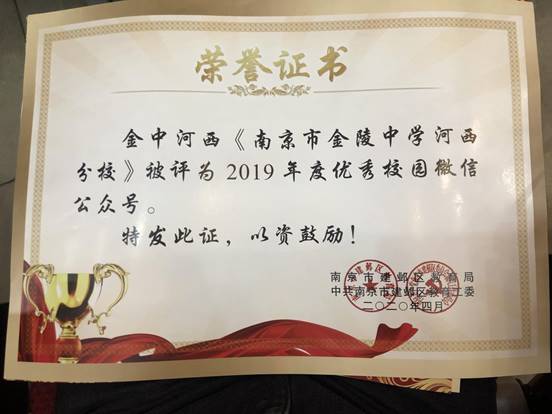 荣誉证书
金中河西《南京市金陵中学河西
分校》被评为2019年度优秀校园微信
公众号。
特发此证，以资鼓励！
南京市建邺区教育局
中共南京市建邺区教育工委
二〇二〇年四月